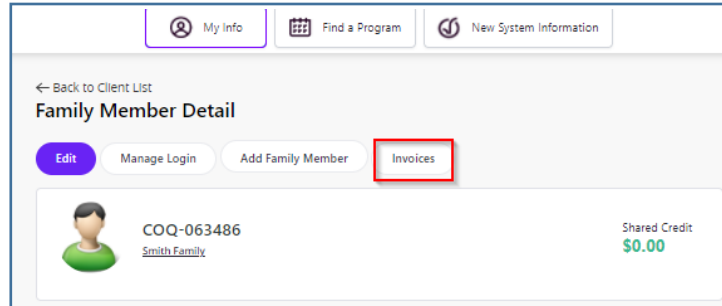 My Info Find a Program New System Information
← Back to Client List
Family Member Detail
Edit Manage Login Add Family Member Invoices
COQ-063486 Shared Credit
Smith Family $0.00